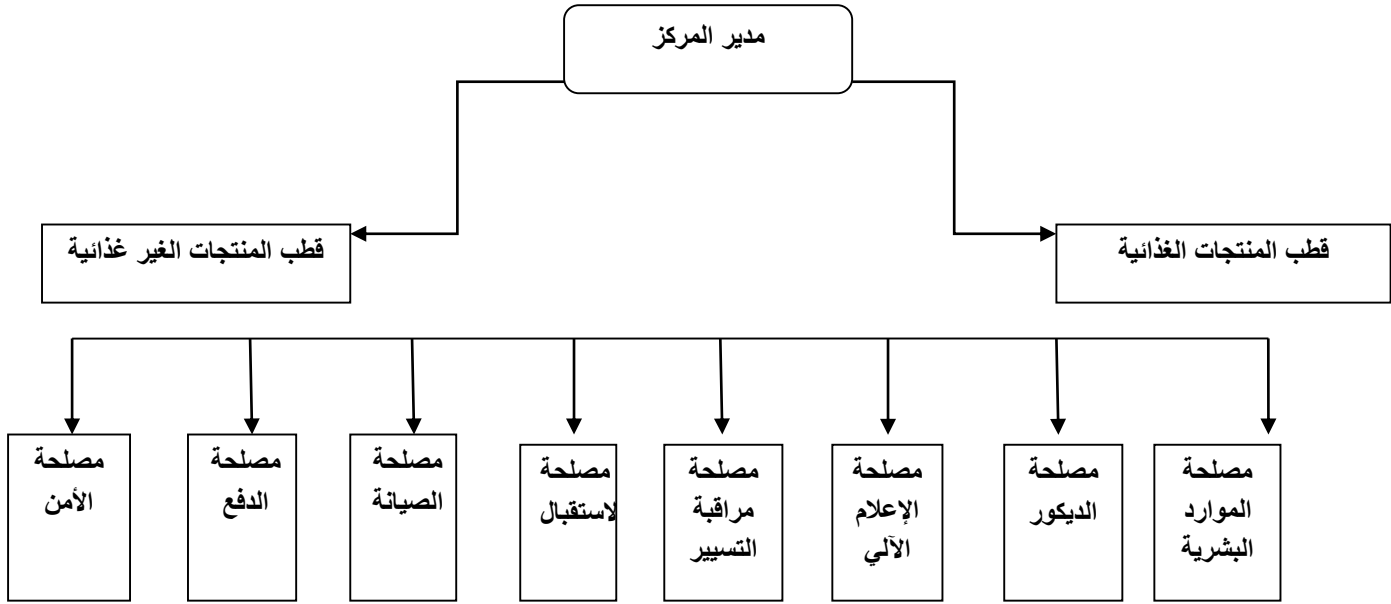 مدير المركز
قطب المنتجات الغذائية
قطب المنتجات الغير غذائية
مصلحة
الموارد
البشرية
مصلحة
الديكور
مصلحة
الإعلام
الآلي
مصلحة
مراقبة
التسيير
مصلحة
لاستقبال
مصلحة
الصيانة
مصلحة
الدفع
مصلحة
الأمن